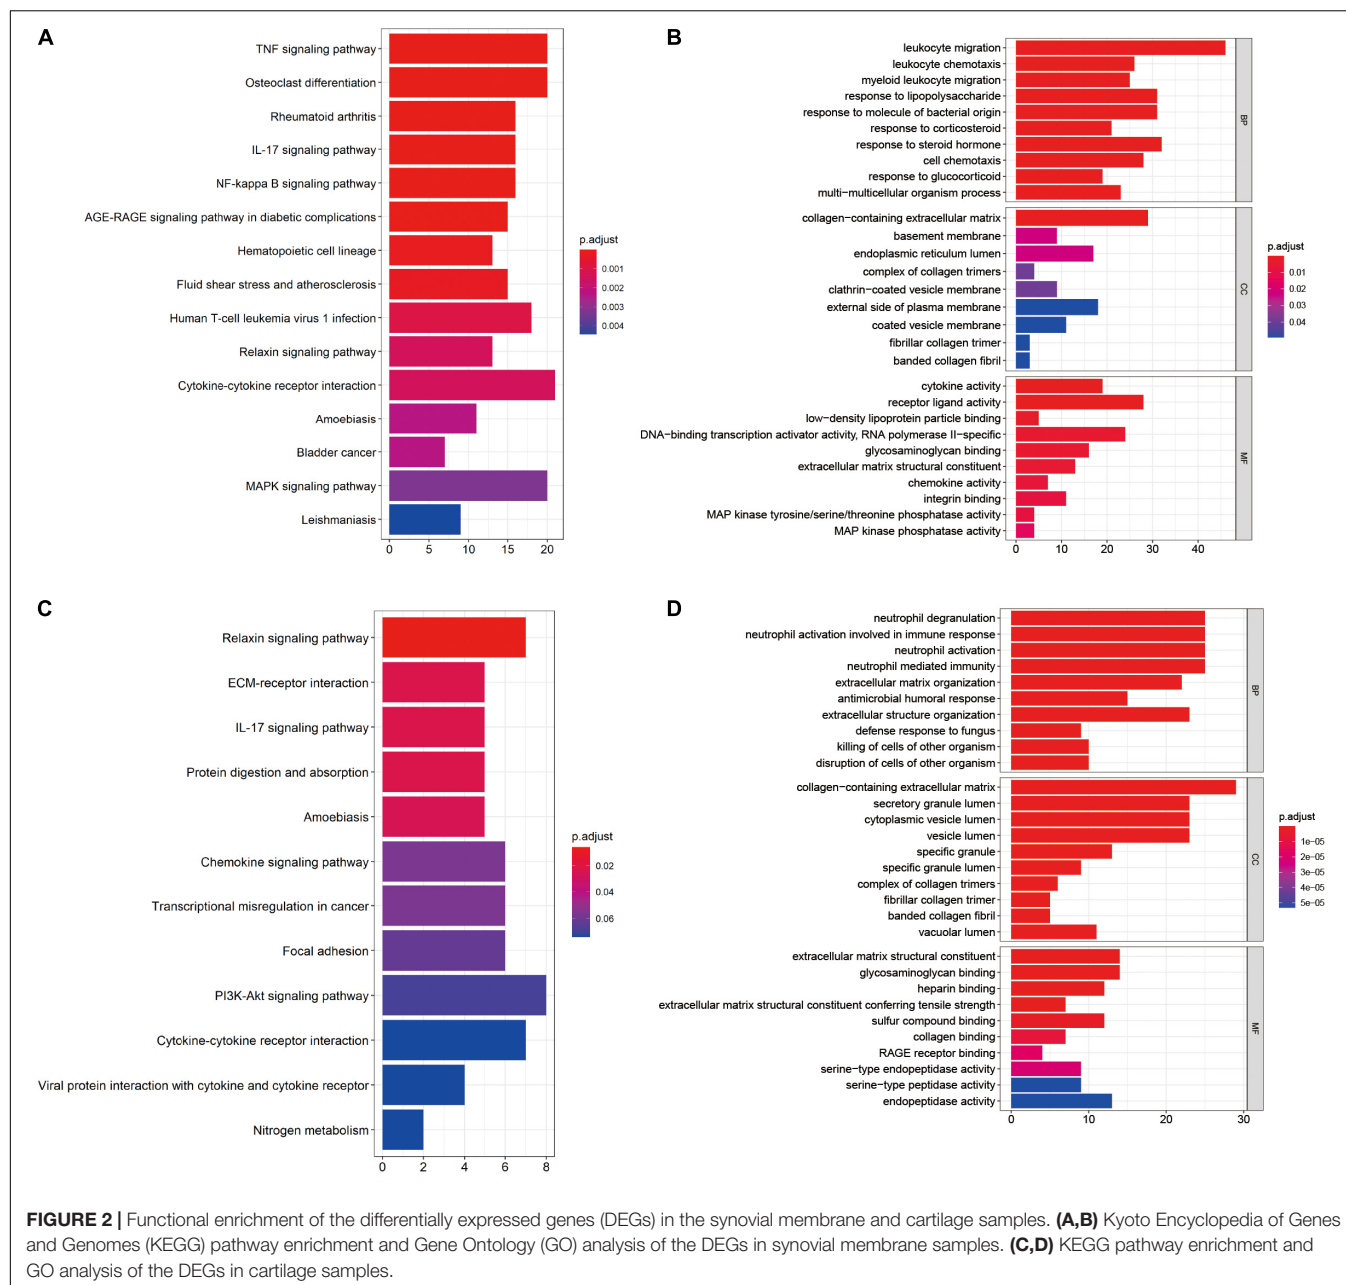 A
TNF signaling pathway
Osteoclast differentiation
Rheumatoid arthritis
IL-17 signaling pathway
NF-kappa B signaling pathway
AGE-RAGE signaling pathway in diabetic complications
Hematopoietic cell lineage
Fluid shear stress and atherosclerosis
Human T-cell leukemia virus 1 infection
Relaxin signaling pathway
Cytokine-cytokine receptor interaction
Amoebiasis
Bladder cancer
MAPK signaling pathway
Leishmaniasis
0 5 10 15 20
p.adjust
0.001
0.002
0.003
0.004
B
leukocyte migration
leukocyte chemotaxis
myeloid leukocyte migration
response to lipopolysaccharide
response to molecule of bacterial origin
response to corticosteroid
response to steroid hormone
cell chemotaxis
response to glucocorticoid
multi−multicellular organism process
BP
collagen−containing extracellular matrix
basement membrane
endoplasmic reticulum lumen
complex of collagen trimers
clathrin−coated vesicle membrane
external side of plasma membrane
coated vesicle membrane
fibrillar collagen trimer
banded collagen fibril
CC
cytokine activity
receptor ligand activity
low−density lipoprotein particle binding
DNA−binding transcription activator activity, RNA polymerase II−specific
glycosaminoglycan binding
extracellular matrix structural constituent
chemokine activity
integrin binding
MAP kinase tyrosine/serine/threonine phosphatase activity
MAP kinase phosphatase activity
MF
0 10 20 30 40
p.adjust
0.01
0.02
0.03
0.04
C
Relaxin signaling pathway
ECM-receptor interaction
IL-17 signaling pathway
Protein digestion and absorption
Amoebiasis
Chemokine signaling pathway
Transcriptional misregulation in cancer
Focal adhesion
PI3K-Akt signaling pathway
Cytokine-cytokine receptor interaction
Viral protein interaction with cytokine and cytokine receptor
Nitrogen metabolism
0 2 4 6 8
p.adjust
0.02
0.04
0.06
D
neutrophil degranulation
neutrophil activation involved in immune response
neutrophil activation
neutrophil mediated immunity
extracellular matrix organization
antimicrobial humoral response
extracellular structure organization
defense response to fungus
killing of cells of other organism
disruption of cells of other organism
BP
collagen−containing extracellular matrix
secretory granule lumen
cytoplasmic vesicle lumen
vesicle lumen
specific granule
specific granule lumen
complex of collagen trimers
fibrillar collagen trimer
banded collagen fibril
vacuolar lumen
CC
extracellular matrix structural constituent
glycosaminoglycan binding
heparin binding
extracellular matrix structural constituent conferring tensile strength
sulfur compound binding
collagen binding
RAGE receptor binding
serine−type endopeptidase activity
serine−type peptidase activity
endopeptidase activity
MF
0 10 20 30
p.adjust
1e−05
2e−05
3e−05
4e−05
5e−05
FIGURE 2 | Functional enrichment of the differentially expressed genes (DEGs) in the synovial membrane and cartilage samples. (A,B) Kyoto Encyclopedia of Genes
and Genomes (KEGG) pathway enrichment and Gene Ontology (GO) analysis of the DEGs in synovial membrane samples. (C,D) KEGG pathway enrichment and
GO analysis of the DEGs in cartilage samples.